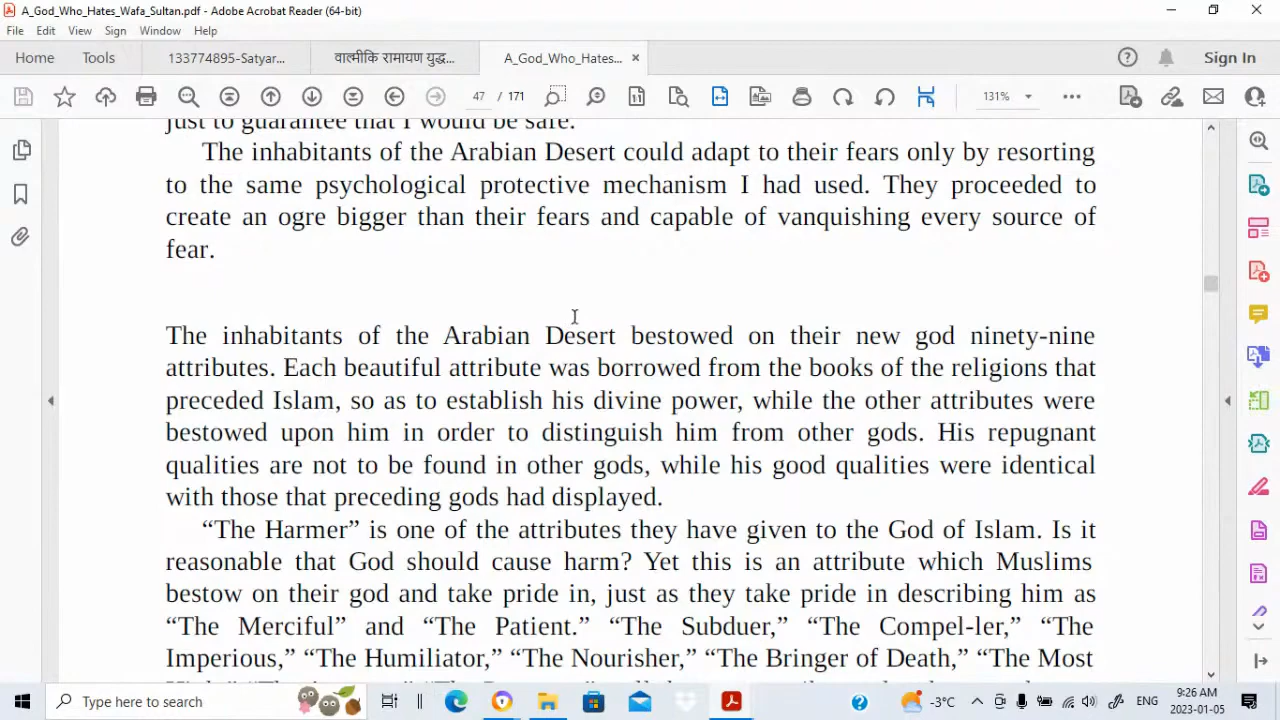 A_God_Who_Hates_Wafa_Sultan.pdf - Adobe Acrobat Reader (64-bit)
File Edit View Sign Window Help
Home Tools 133774895-Satyar... वाल्मीकि रामायण युद्ध... A_God_Who_Hates... × Sign In
47 / 171 131%
just to guarantee that I would be safe.
The inhabitants of the Arabian Desert could adapt to their fears only by resorting
to the same psychological protective mechanism I had used. They proceeded to
create an ogre bigger than their fears and capable of vanquishing every source of
fear.
The inhabitants of the Arabian Desert bestowed on their new god ninety-nine
attributes. Each beautiful attribute was borrowed from the books of the religions that
preceded Islam, so as to establish his divine power, while the other attributes were
bestowed upon him in order to distinguish him from other gods. His repugnant
qualities are not to be found in other gods, while his good qualities were identical
with those that preceding gods had displayed.
“The Harmer” is one of the attributes they have given to the God of Islam. Is it
reasonable that God should cause harm? Yet this is an attribute which Muslims
bestow on their god and take pride in, just as they take pride in describing him as
“The Merciful” and “The Patient.” “The Subduer,” “The Compel-ler,” “The
Imperious,” “The Humiliator,” “The Nourisher,” “The Bringer of Death,” “The Most
Type here to search -3°C ENG 9:26 AM
2023-01-05